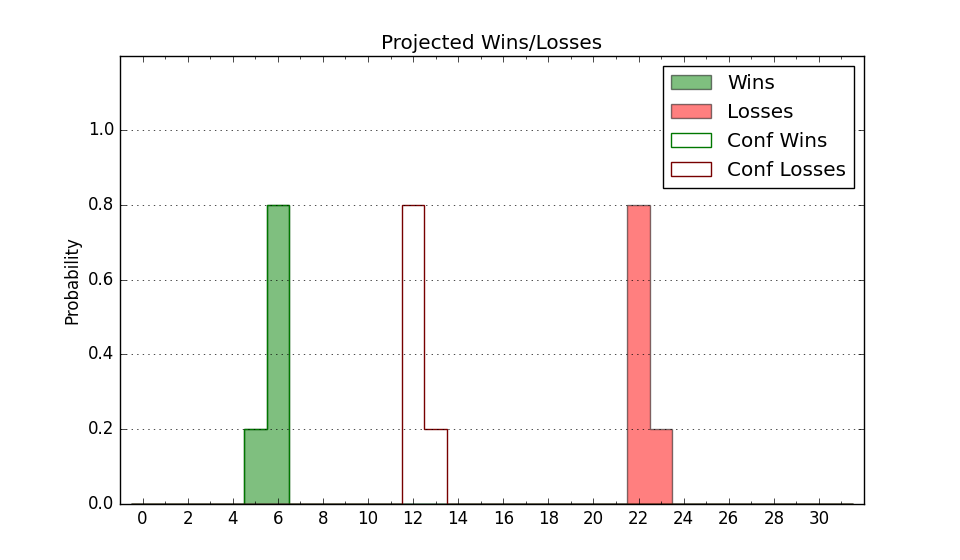 Projected Wins/Losses
Wins
Losses
Conf Wins
Conf Losses
Probability
1.0
0.8
0.6
0.4
0.2
0.0
0 2 4 6 8 10 12 14 16 18 20 22 24 26 28 30